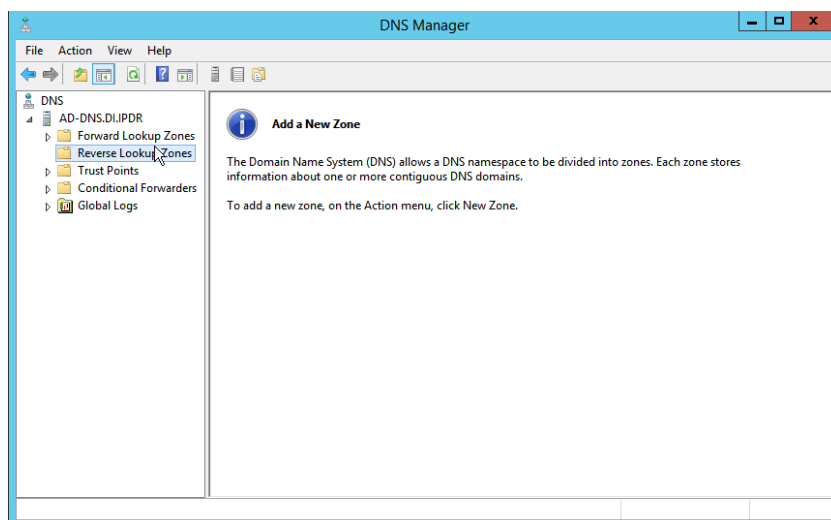 DNS Manager
File Action View Help
DNS
AD-DNS.DI.IPDR
Forward Lookup Zones
Reverse Lookup Zones
Trust Points
Conditional Forwarders
Global Logs
Add a New Zone
The Domain Name System (DNS) allows a DNS namespace to be divided into zones. Each zone stores
information about one or more contiguous DNS domains.
To add a new zone, on the Action menu, click New Zone.